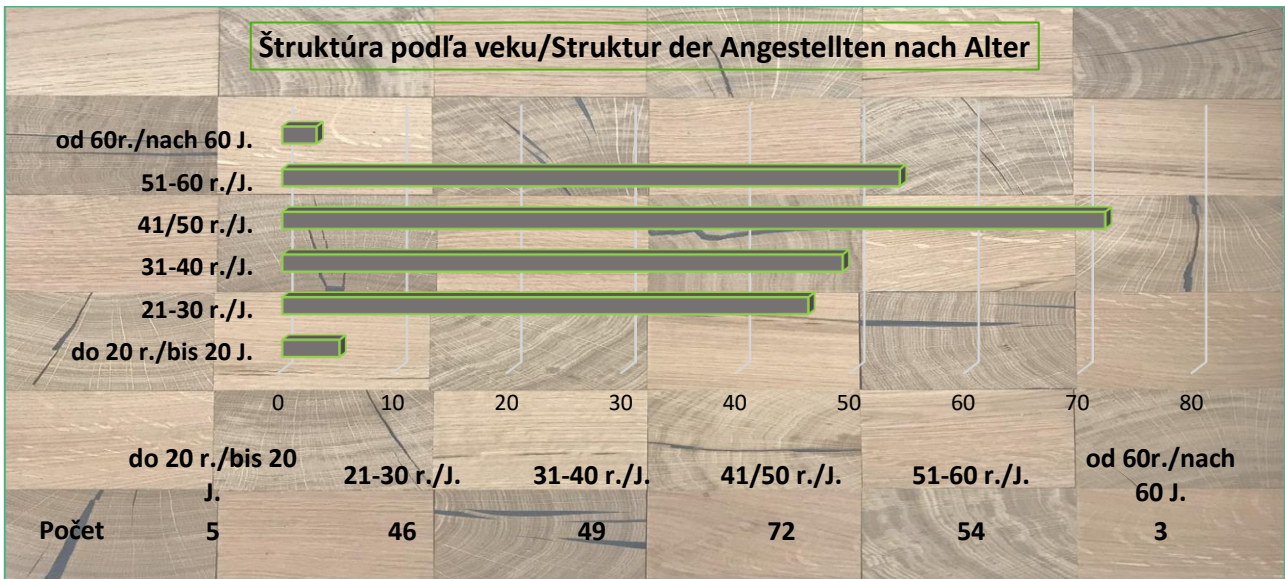 Štruktúra podľa veku/Struktur der Angestellten nach Alter
od 60r./nach 60 J.
51-60 r./J.
41/50 r./J.
31-40 r./J.
21-30 r./J.
do 20 r./bis 20 J.
0 10 20 30 40 50 60 70 80
do 20 r./bis 20
J.
21-30 r./J.
31-40 r./J.
41/50 r./J.
51-60 r./J.
od 60r./nach
60 J.
Počet 5 46 49 72 54 3